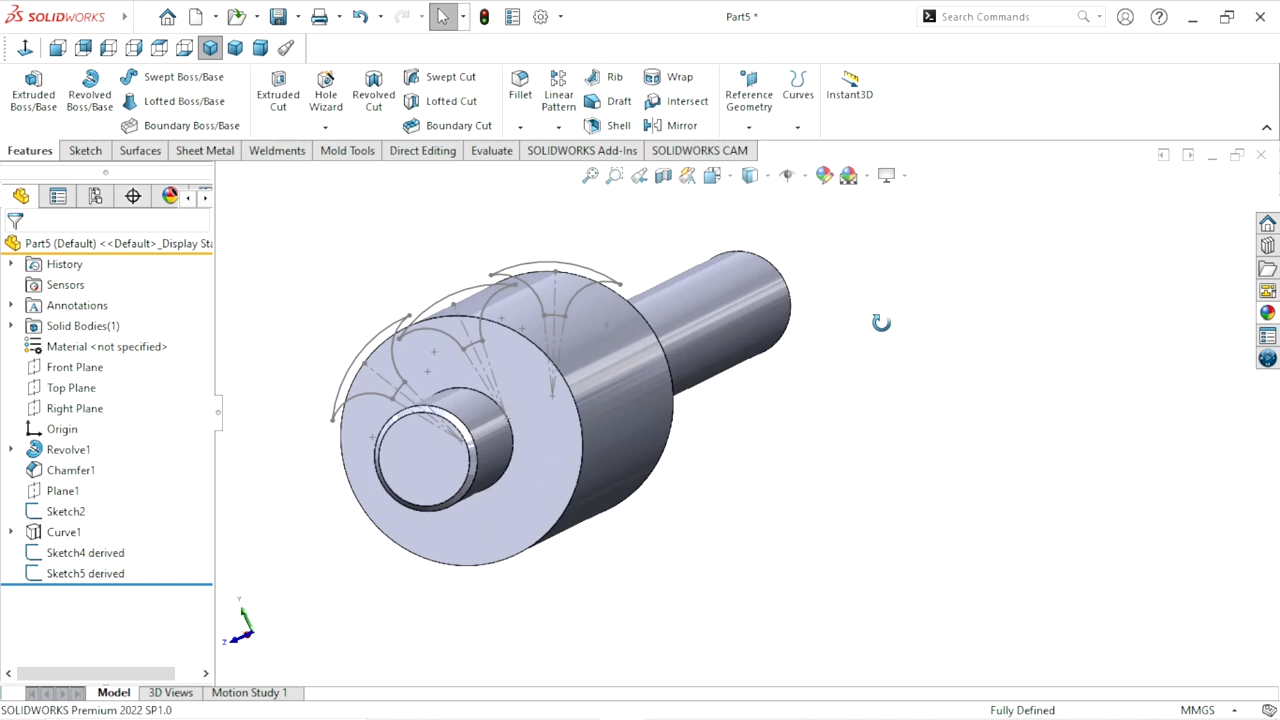 SOLIDWORKS
Part5 *
Search Commands
Extruded Boss/Base
Revolved Boss/Base
Swept Boss/Base
Lofted Boss/Base
Boundary Boss/Base
Extruded Cut
Hole Wizard
Revolved Cut
Swept Cut
Lofted Cut
Boundary Cut
Fillet
Linear Pattern
Rib
Draft
Shell
Wrap
Intersect
Mirror
Reference Geometry
Curves
Instant3D
Features
Sketch
Surfaces
Sheet Metal
Weldments
Mold Tools
Direct Editing
Evaluate
SOLIDWORKS Add-Ins
SOLIDWORKS CAM
Part5 (Default) <<Default>_Display Sta
History
Sensors
Annotations
Solid Bodies(1)
Material <not specified>
Front Plane
Top Plane
Right Plane
Origin
Revolve1
Chamfer1
Plane1
Sketch2
Curve1
Sketch4 derived
Sketch5 derived
Y
Z
Model
3D Views
Motion Study 1
SOLIDWORKS Premium 2022 SP1.0
Fully Defined
MMGS